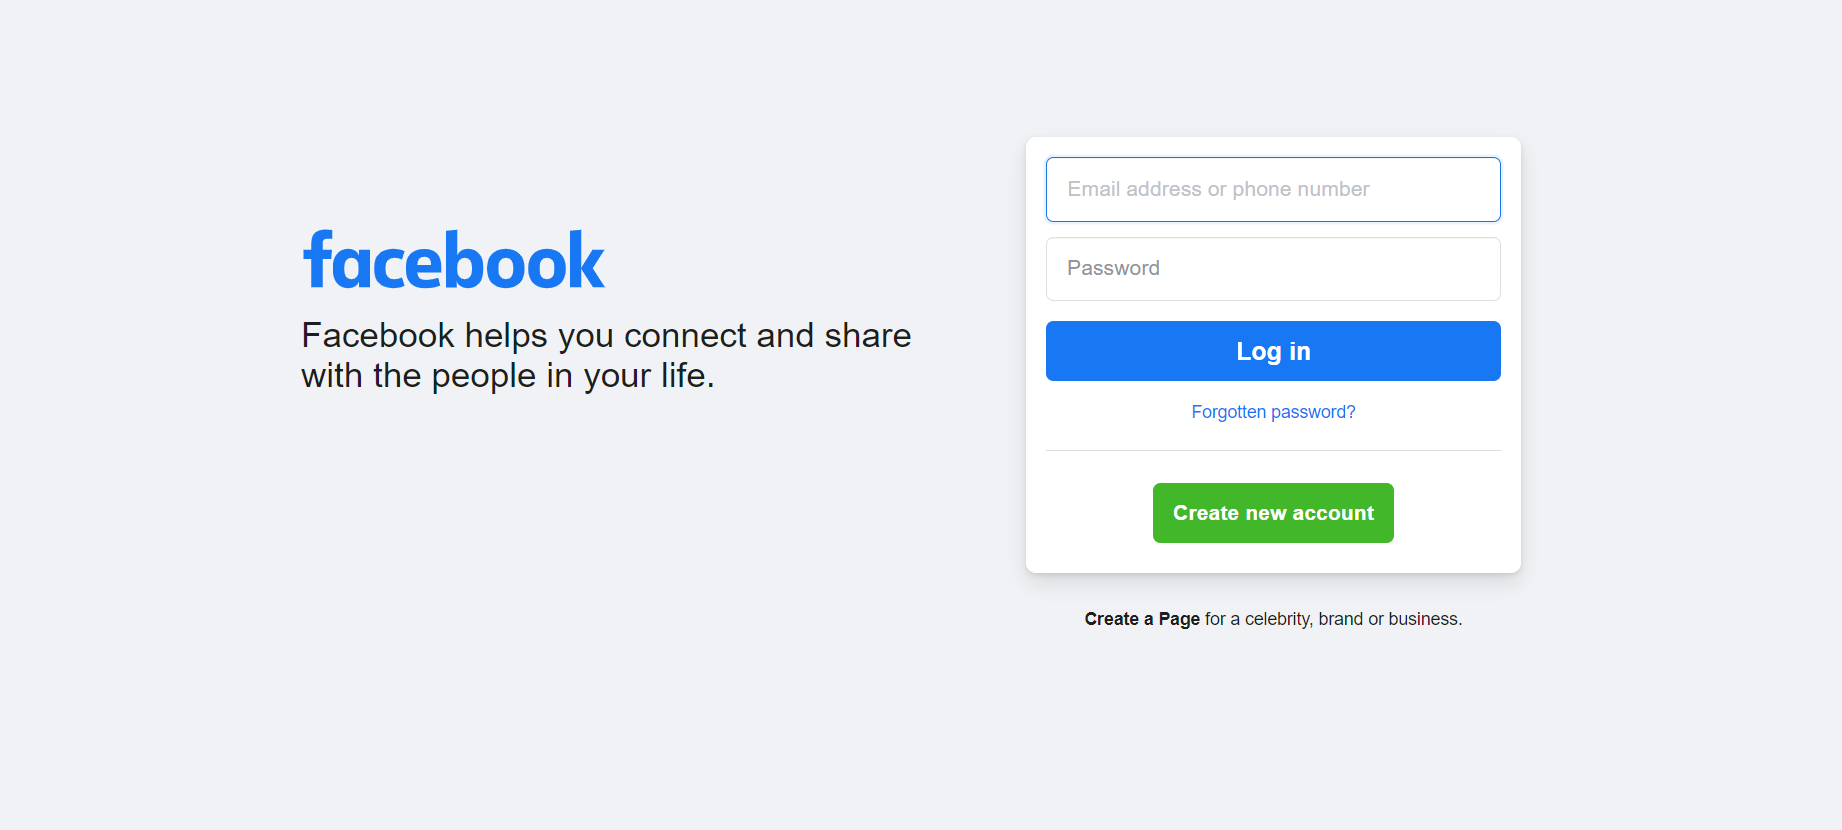 facebook
Facebook helps you connect and share
with the people in your life.
Email address or phone number
Password
Log in
Forgotten password?
Create new account
Create a Page for a celebrity, brand or business.